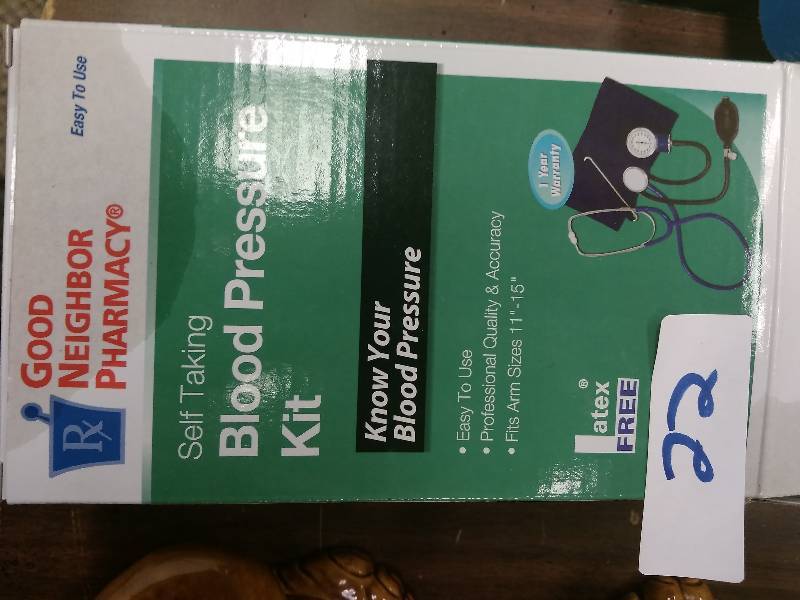 Easy To Use
GOOD
NEIGHBOR
PHARMACY®
Rx
Self Taking
Blood Pressure
Kit
Know Your
Blood Pressure
• Easy To Use
• Professional Quality & Accuracy
• Fits Arm Sizes 11"-15"
1 Year
Warranty
Latex®
FREE
22